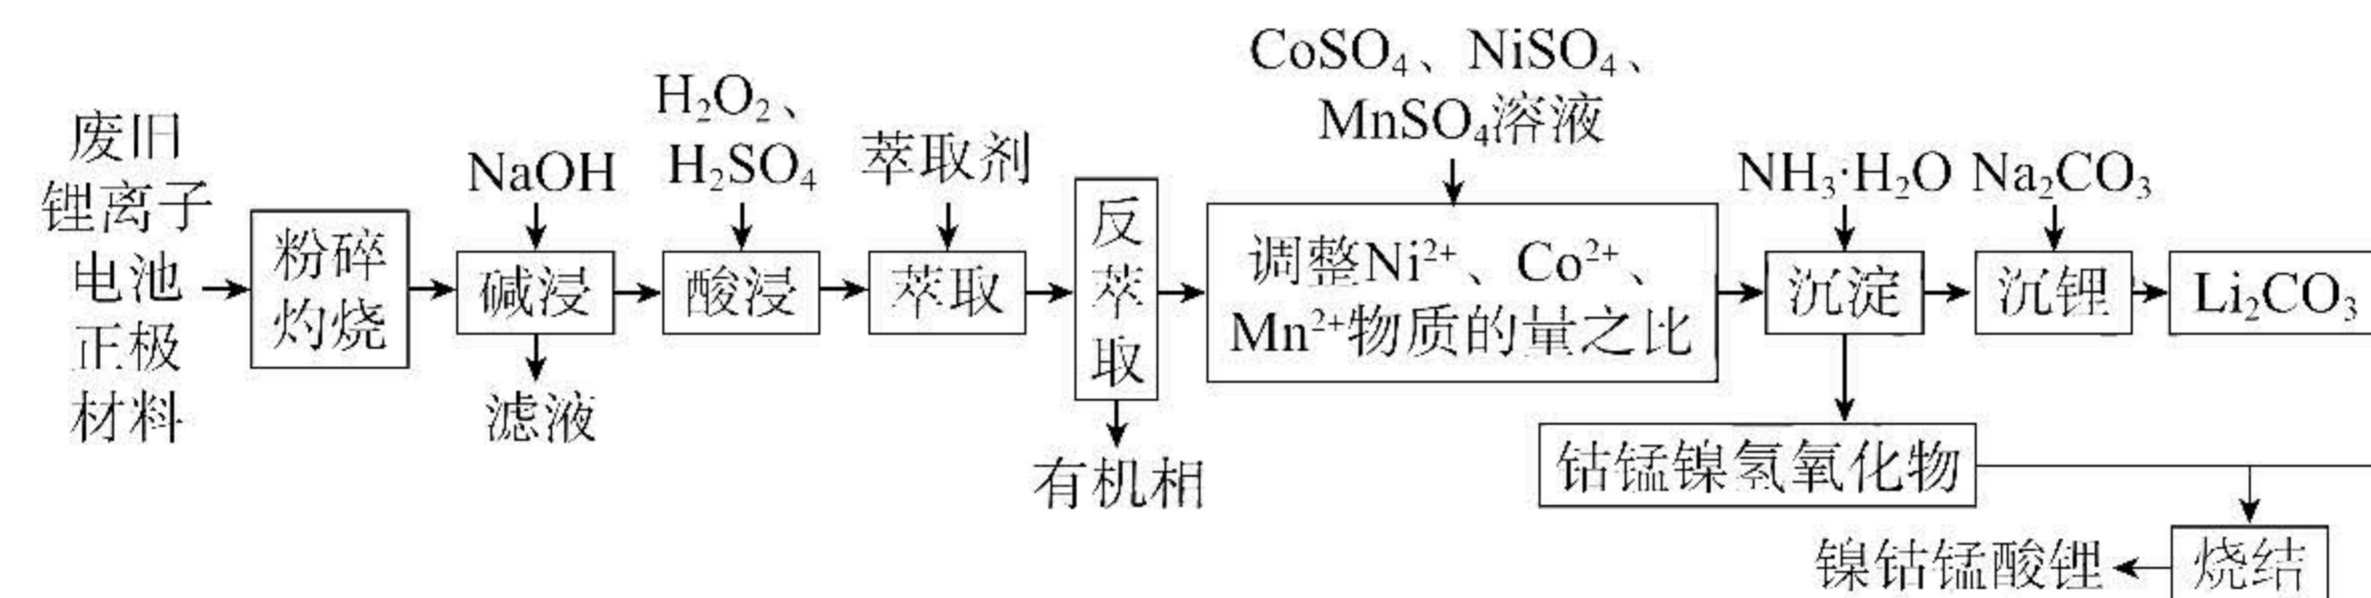 废旧
锂离子
电池
正极
材料
粉碎
灼烧
NaOH
碱浸
滤液
H₂O₂、
H₂SO₄
酸浸
萃取剂
萃取
反
萃
取
有机相
CoSO₄、NiSO₄、
MnSO₄溶液
调整Ni²⁺、Co²⁺、
Mn²⁺物质的量之比
NH₃·H₂O
沉淀
Na₂CO₃
沉锂
Li₂CO₃
钴锰镍氢氧化物
烧结
镍钴锰酸锂